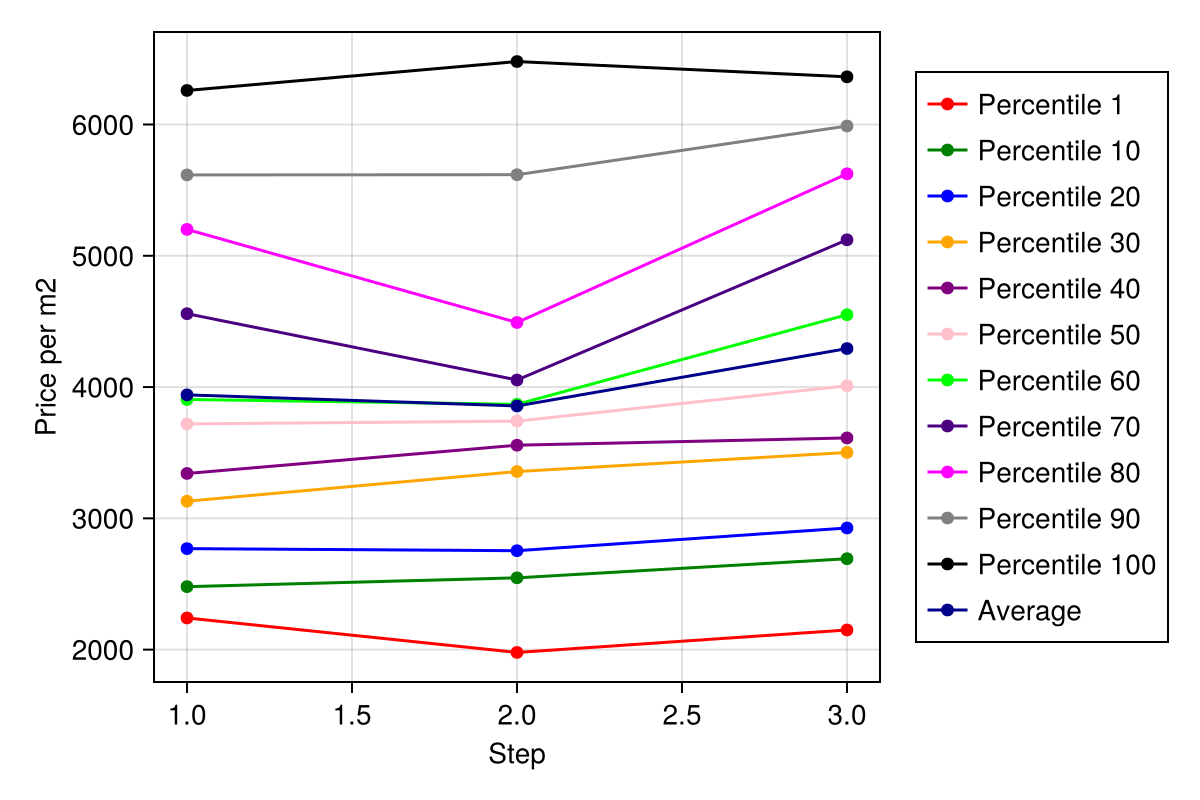 6000
5000
4000
3000
2000
Price per m2
1.0 1.5 2.0 2.5 3.0
Step
Percentile 1
Percentile 10
Percentile 20
Percentile 30
Percentile 40
Percentile 50
Percentile 60
Percentile 70
Percentile 80
Percentile 90
Percentile 100
Average